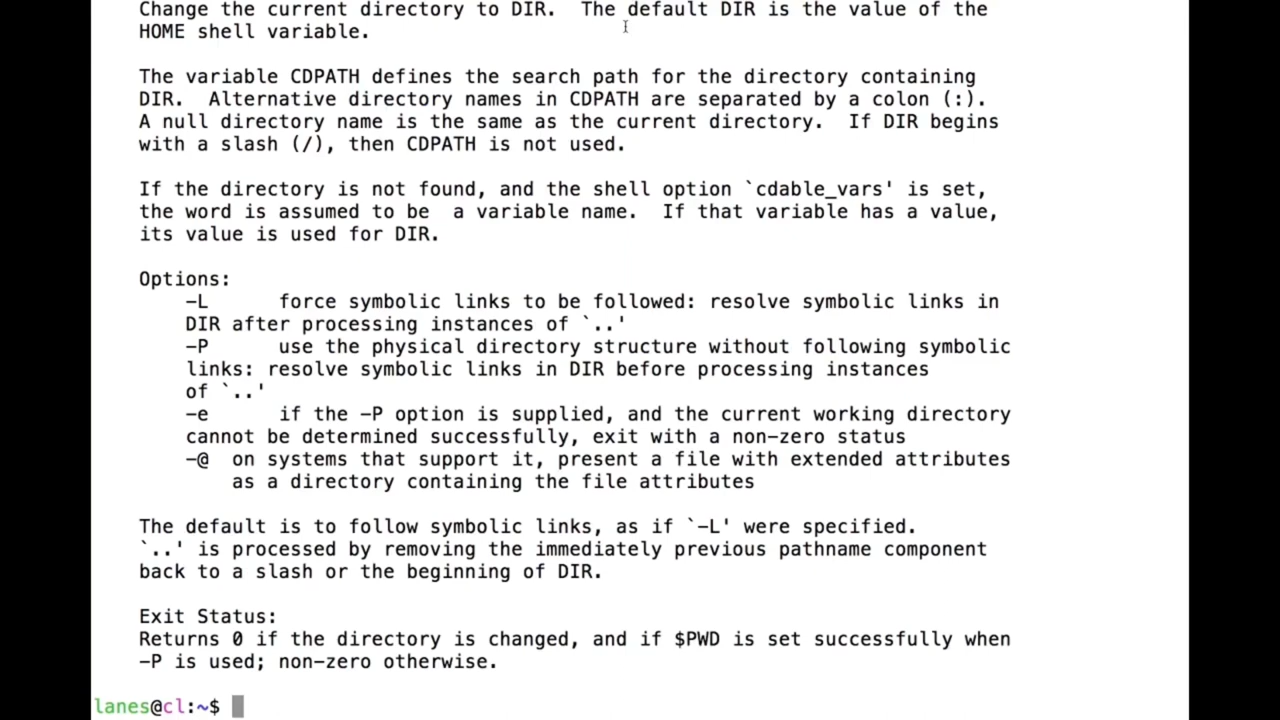 Change the current directory to DIR.  The default DIR is the value of the
HOME shell variable.
The variable CDPATH defines the search path for the directory containing
DIR.  Alternative directory names in CDPATH are separated by a colon (:).
A null directory name is the same as the current directory.  If DIR begins
with a slash (/), then CDPATH is not used.
If the directory is not found, and the shell option `cdable_vars' is set,
the word is assumed to be  a variable name.  If that variable has a value,
its value is used for DIR.
Options:
-L      force symbolic links to be followed: resolve symbolic links in
DIR after processing instances of `..'
-P      use the physical directory structure without following symbolic
links: resolve symbolic links in DIR before processing instances
of `..'
-e      if the -P option is supplied, and the current working directory
cannot be determined successfully, exit with a non-zero status
-@  on systems that support it, present a file with extended attributes
as a directory containing the file attributes
The default is to follow symbolic links, as if `-L' were specified.
`..' is processed by removing the immediately previous pathname component
back to a slash or the beginning of DIR.
Exit Status:
Returns 0 if the directory is changed, and if $PWD is set successfully when
-P is used; non-zero otherwise.
lanes@cl:~$